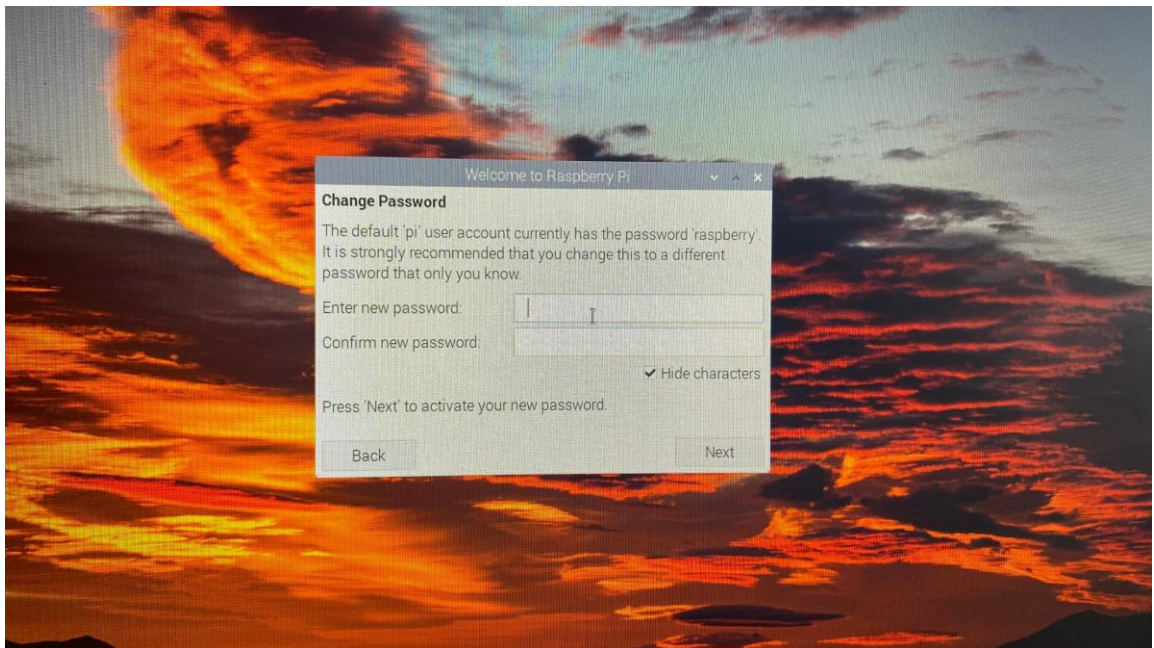 Welcome to Raspberry Pi
Change Password
The default 'pi' user account currently has the password 'raspberry'.
It is strongly recommended that you change this to a different
password that only you know.
Enter new password:
Confirm new password:
Hide characters
Press 'Next' to activate your new password.
Back
Next